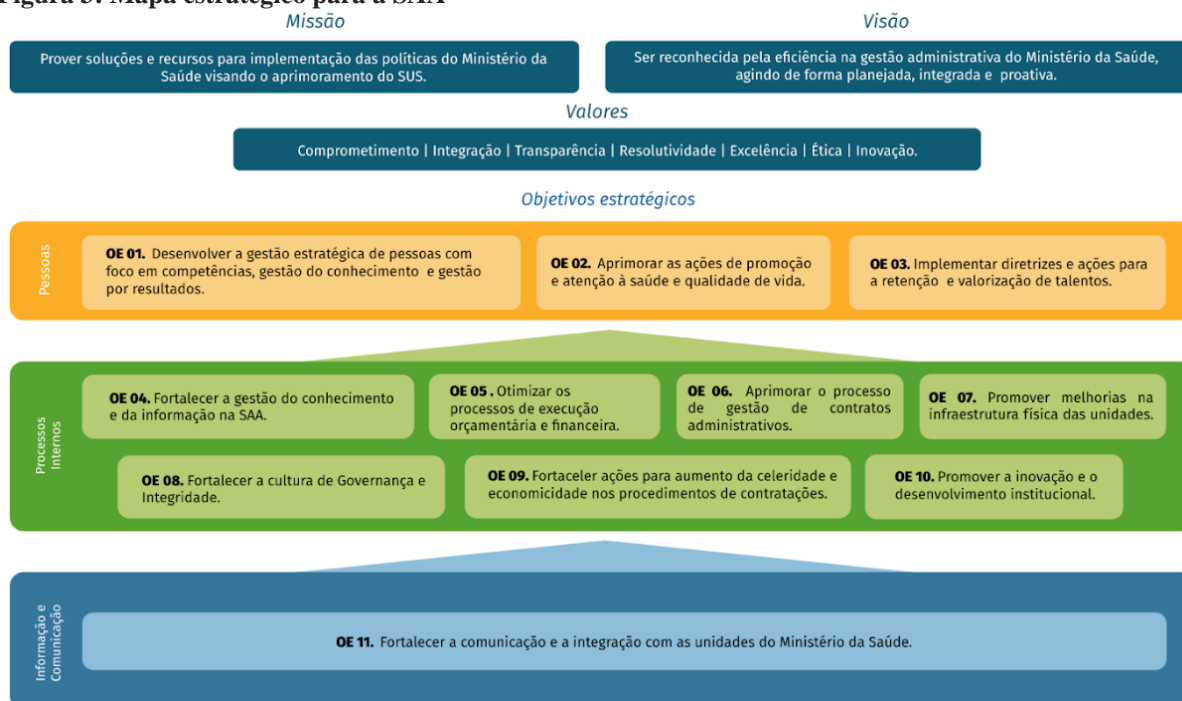 Figura 3: Mapa estratégico para a SAA
Missão
Visão
Prover soluções e recursos para implementação das políticas do Ministério da
Saúde visando o aprimoramento do SUS.
Ser reconhecida pela eficiência na gestão administrativa do Ministério da Saúde,
agindo de forma planejada, integrada e proativa.
Valores
Comprometimento | Integração | Transparência | Resolutividade | Excelência | Ética | Inovação.
Objetivos estratégicos
Pessoas
OE 01. Desenvolver a gestão estratégica de pessoas com
foco em competências, gestão do conhecimento e gestão
por resultados.
OE 02. Aprimorar as ações de promoção
e atenção à saúde e qualidade de vida.
OE 03. Implementar diretrizes e ações para
a retenção e valorização de talentos.
Processos
Internos
OE 04. Fortalecer a gestão do conhecimento
e da informação na SAA.
OE 05. Otimizar os
processos de execução
orçamentária e financeira.
OE 06. Aprimorar o processo
de gestão de contratos
administrativos.
OE 07. Promover melhorias na
infraestrutura física das unidades.
OE 08. Fortalecer a cultura de Governança e
Integridade.
OE 09. Fortaceler ações para aumento da celeridade e
economicidade nos procedimentos de contratações.
OE 10. Promover a inovação e o
desenvolvimento institucional.
Informação e
Comunicação
OE 11. Fortalecer a comunicação e a integração com as unidades do Ministério da Saúde.